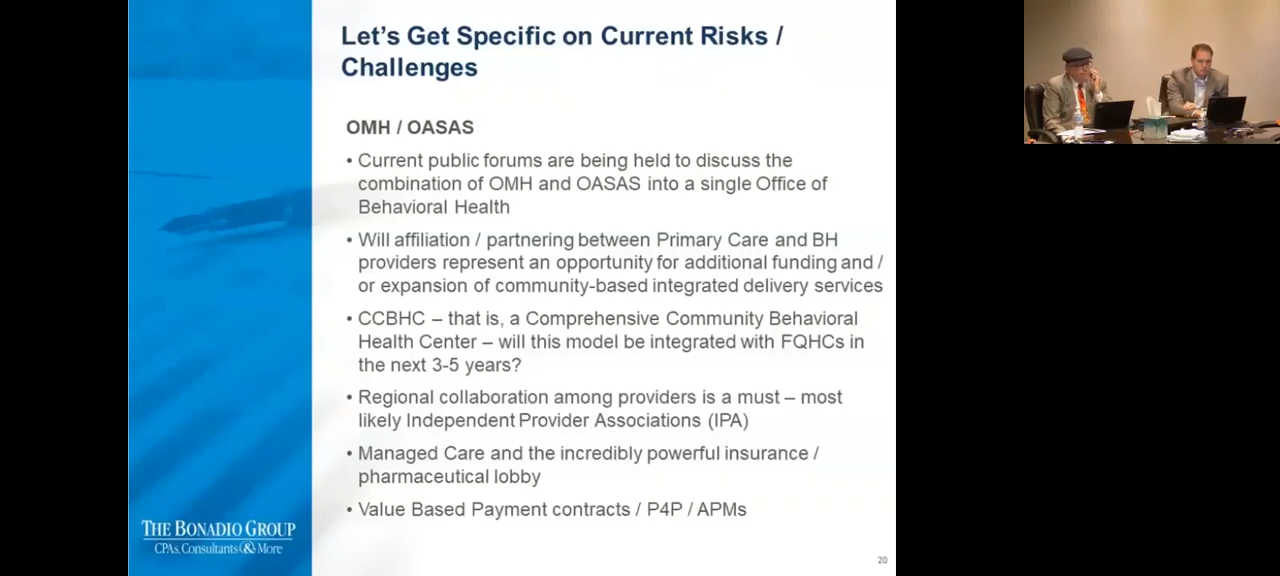 Let's Get Specific on Current Risks /
Challenges
OMH / OASAS
• Current public forums are being held to discuss the
combination of OMH and OASAS into a single Office of
Behavioral Health
• Will affiliation / partnering between Primary Care and BH
providers represent an opportunity for additional funding and /
or expansion of community-based integrated delivery services
• CCBHC – that is, a Comprehensive Community Behavioral
Health Center – will this model be integrated with FQHCs in
the next 3-5 years?
• Regional collaboration among providers is a must – most
likely Independent Provider Associations (IPA)
• Managed Care and the incredibly powerful insurance /
pharmaceutical lobby
• Value Based Payment contracts / P4P / APMs
THE BONADIO GROUP
CPAs, Consultants & More
20